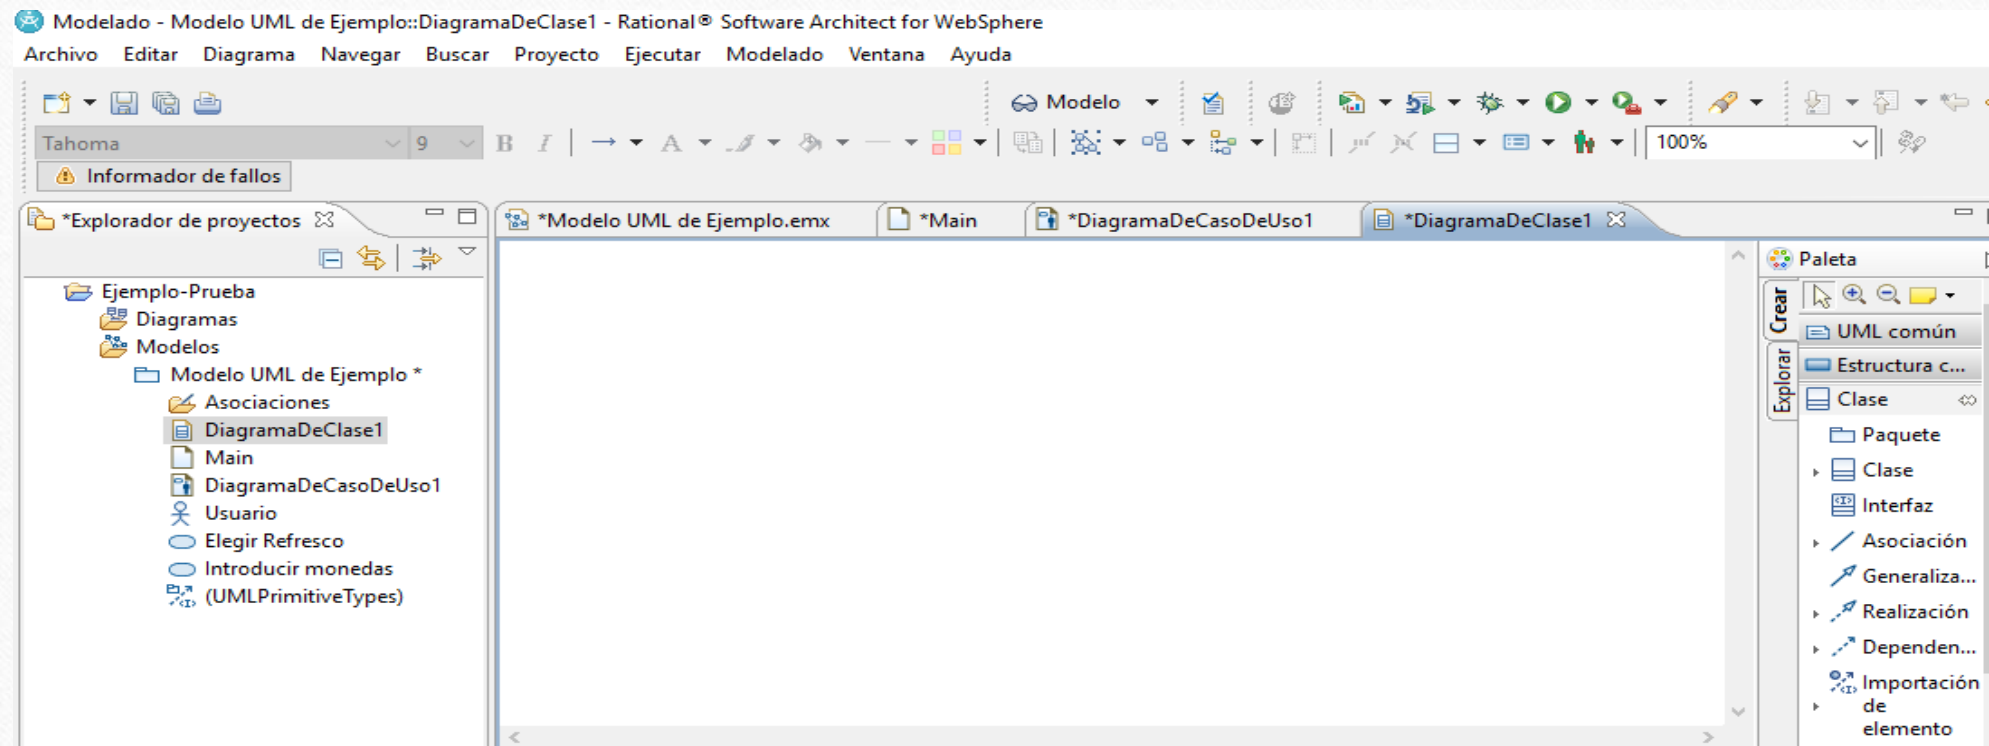 Modelado - Modelo UML de Ejemplo::DiagramaDeClase1 - Rational® Software Architect for WebSphere
Archivo Editar Diagrama Navegar Buscar Proyecto Ejecutar Modelado Ventana Ayuda
Modelo
Tahoma 9 B I A 100%
Informador de fallos
*Explorador de proyectos
Ejemplo-Prueba
Diagramas
Modelos
Modelo UML de Ejemplo *
Asociaciones
DiagramaDeClase1
Main
DiagramaDeCasoDeUso1
Usuario
Elegir Refresco
Introducir monedas
(UMLPrimitiveTypes)
*Modelo UML de Ejemplo.emx *Main *DiagramaDeCasoDeUso1 *DiagramaDeClase1
Paleta
Crear
Explorar
UML común
Estructura c...
Clase
Paquete
Clase
Interfaz
Asociación
Generaliza...
Realización
Dependen...
Importación
de
elemento